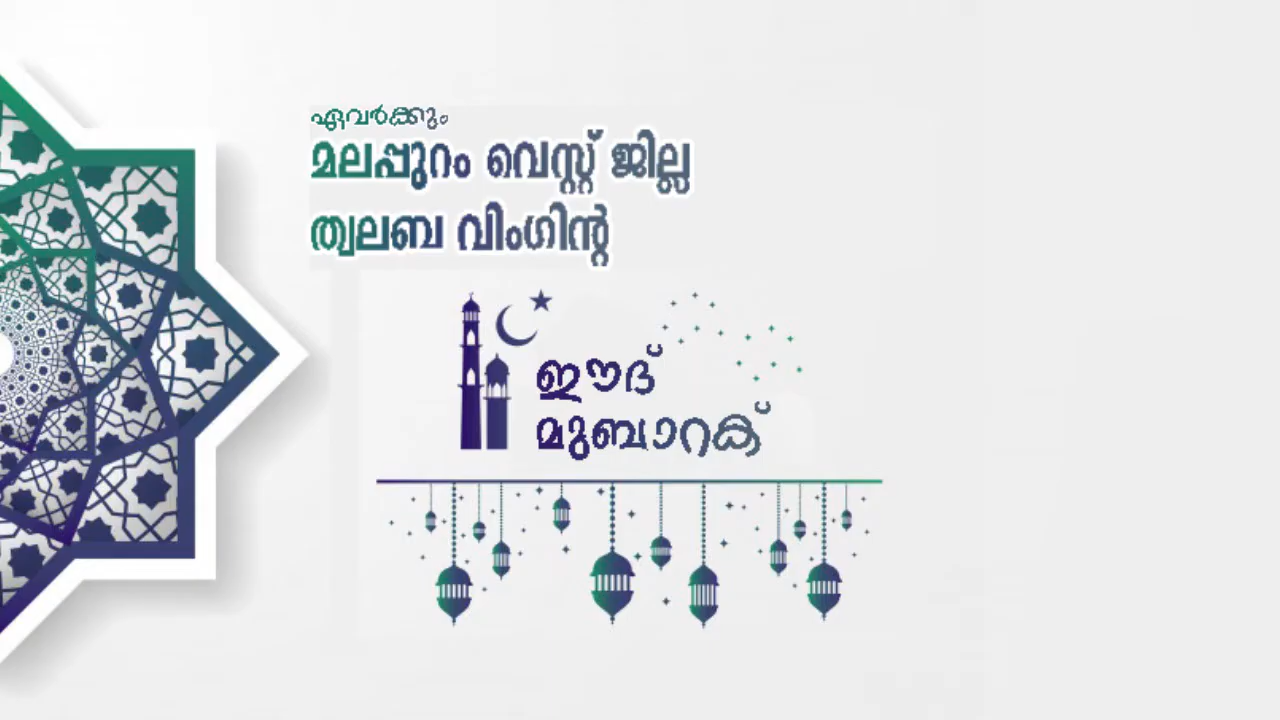 ഏവർക്കും
മലപ്പുറം വെസ്റ്റ് ജില്ല
ത്വലബ വിംഗിന്റ
ഈദ്
മുബാറക്